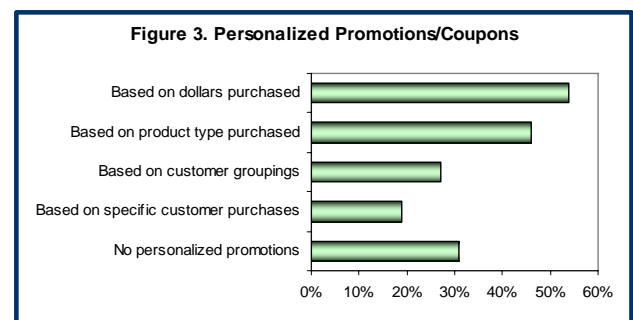 Figure 3. Personalized Promotions/Coupons
Based on dollars purchased
Based on product type purchased
Based on customer groupings
Based on specific customer purchases
No personalized promotions
0% 10% 20% 30% 40% 50% 60%